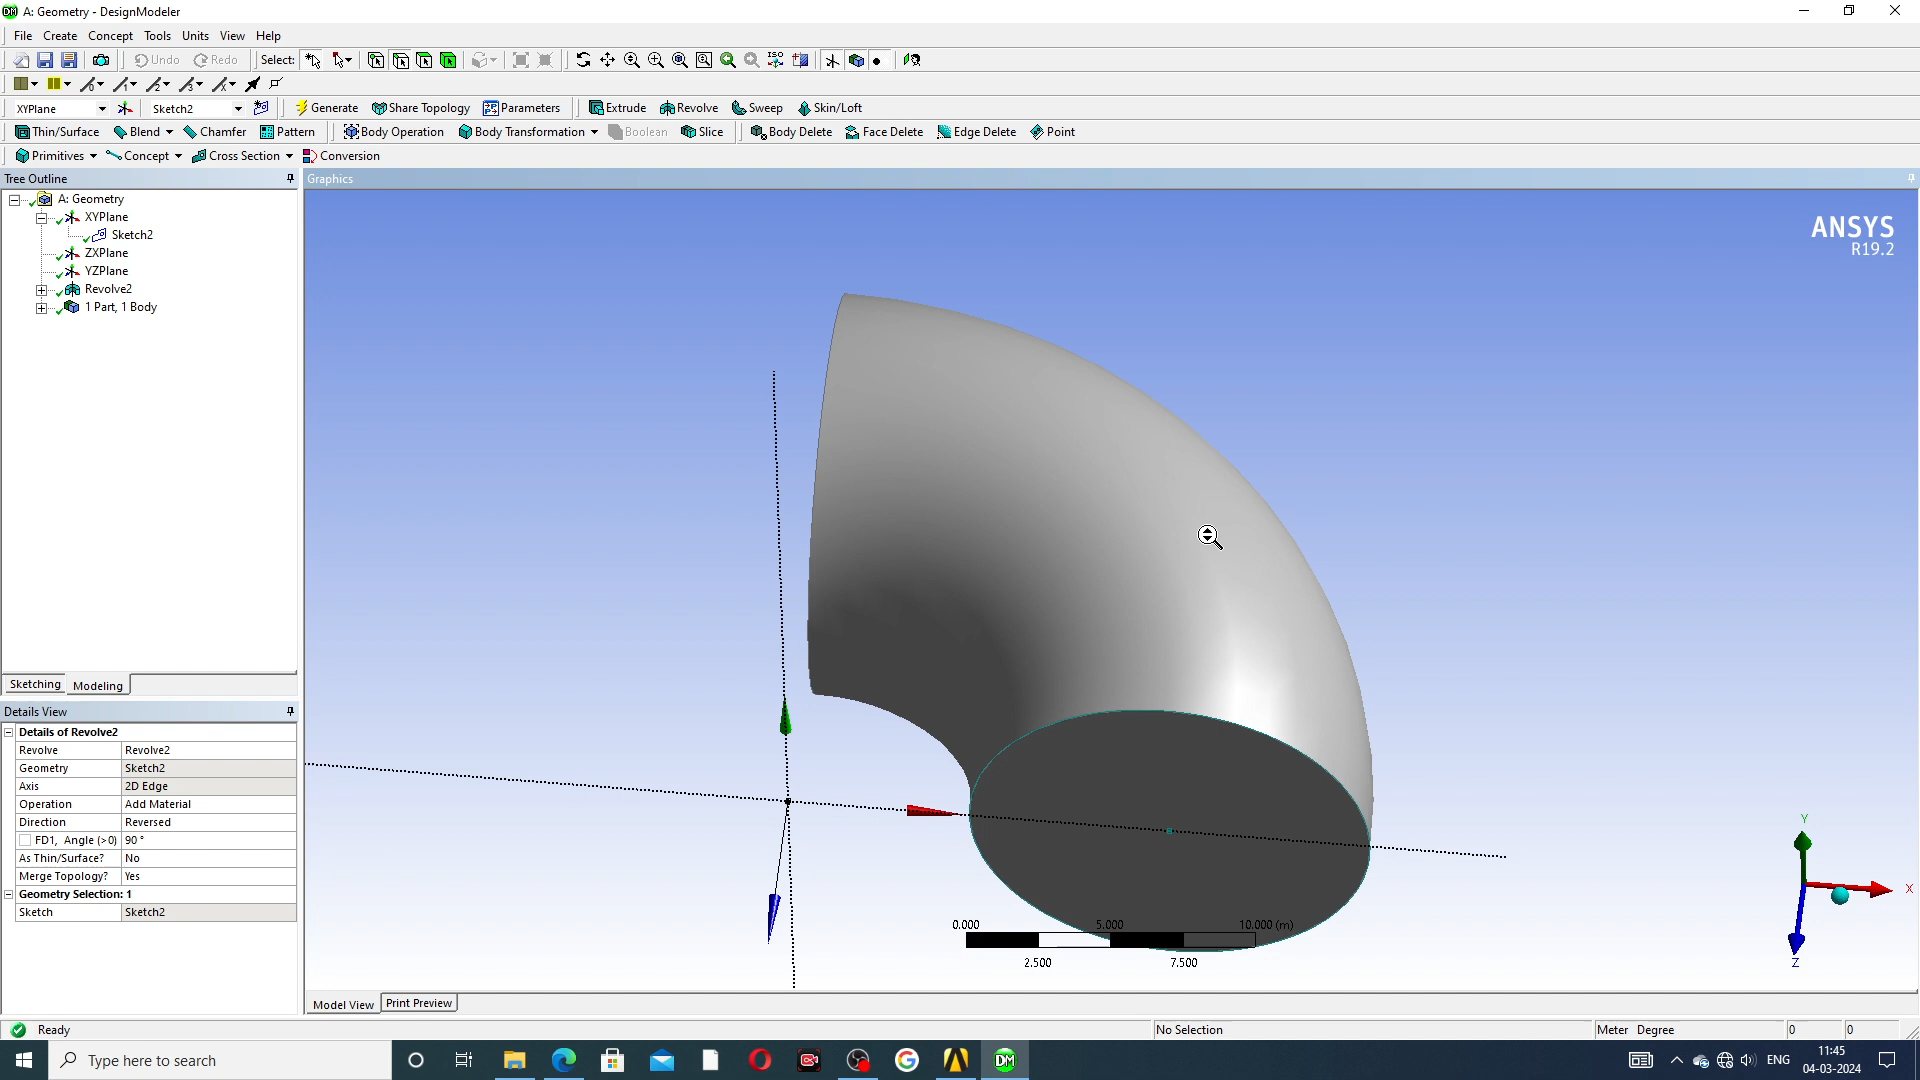 A: Geometry - DesignModeler
File Create Concept Tools Units View Help
Undo Redo Select: ISO
XYPlane Sketch2 Generate Share Topology Parameters Extrude Revolve Sweep Skin/Loft
Thin/Surface Blend Chamfer Pattern Body Operation Body Transformation Boolean Slice Body Delete Face Delete Edge Delete Point
Primitives Concept Cross Section Conversion
Tree Outline
Graphics
A: Geometry
XYPlane
Sketch2
ZXPlane
YZPlane
Revolve2
1 Part, 1 Body
ANSYS
R19.2
Sketching Modeling
Details View
Details of Revolve2
Revolve Revolve2
Geometry Sketch2
Axis 2D Edge
Operation Add Material
Direction Reversed
FD1, Angle (>0) 90 °
As Thin/Surface? No
Merge Topology? Yes
Geometry Selection: 1
Sketch Sketch2
0.000 5.000 10.000 (m)
2.500 7.500
Y
X
Z
Model View Print Preview
Ready No Selection Meter Degree 0 0
Type here to search
DM
ENG
11:45
04-03-2024